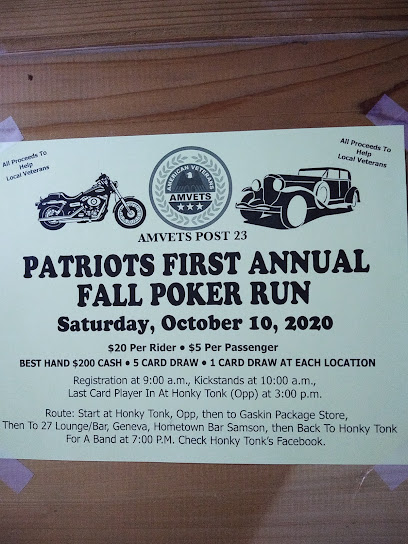 All Proceeds To
Help
Local Veterans
AMERICAN VETERANS
AMVETS
All Proceeds To
Help
Local Veterans
AMVETS POST 23
PATRIOTS FIRST ANNUAL
FALL POKER RUN
Saturday, October 10, 2020
$20 Per Rider • $5 Per Passenger
BEST HAND $200 CASH • 5 CARD DRAW • 1 CARD DRAW AT EACH LOCATION
Registration at 9:00 a.m., Kickstands at 10:00 a.m.,
Last Card Player In At Honky Tonk (Opp) at 3:00 p.m.
Route: Start at Honky Tonk, Opp, then to Gaskin Package Store,
Then To 27 Lounge/Bar, Geneva, Hometown Bar Samson, then Back To Honky Tonk
For A Band at 7:00 P.M. Check Honky Tonk's Facebook.